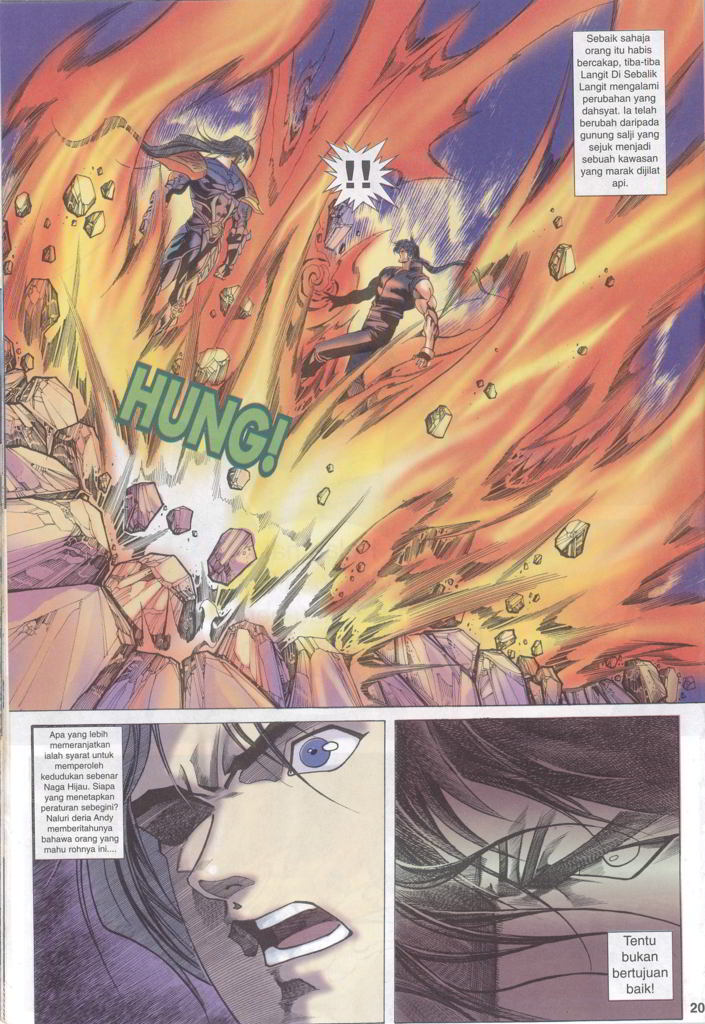 Sebaik sahaja
orang itu habis
bercakap, tiba-tiba
Langit Di Sebalik
Langit mengalami
perubahan yang
dahsyat. Ia telah
berubah daripada
gunung salji yang
sejuk menjadi
sebuah kawasan
yang marak dijilat
api.
!!
HUNG!
Apa yang lebih
memeranjatkan
ialah syarat untuk
memperoleh
kedudukan sebenar
Naga Hijau. Siapa
yang menetapkan
peraturan sebegini?
Naluri deria Andy
memberitahunya
bahawa orang yang
mahu rohnya ini....
Tentu
bukan
bertujuan
baik!
20